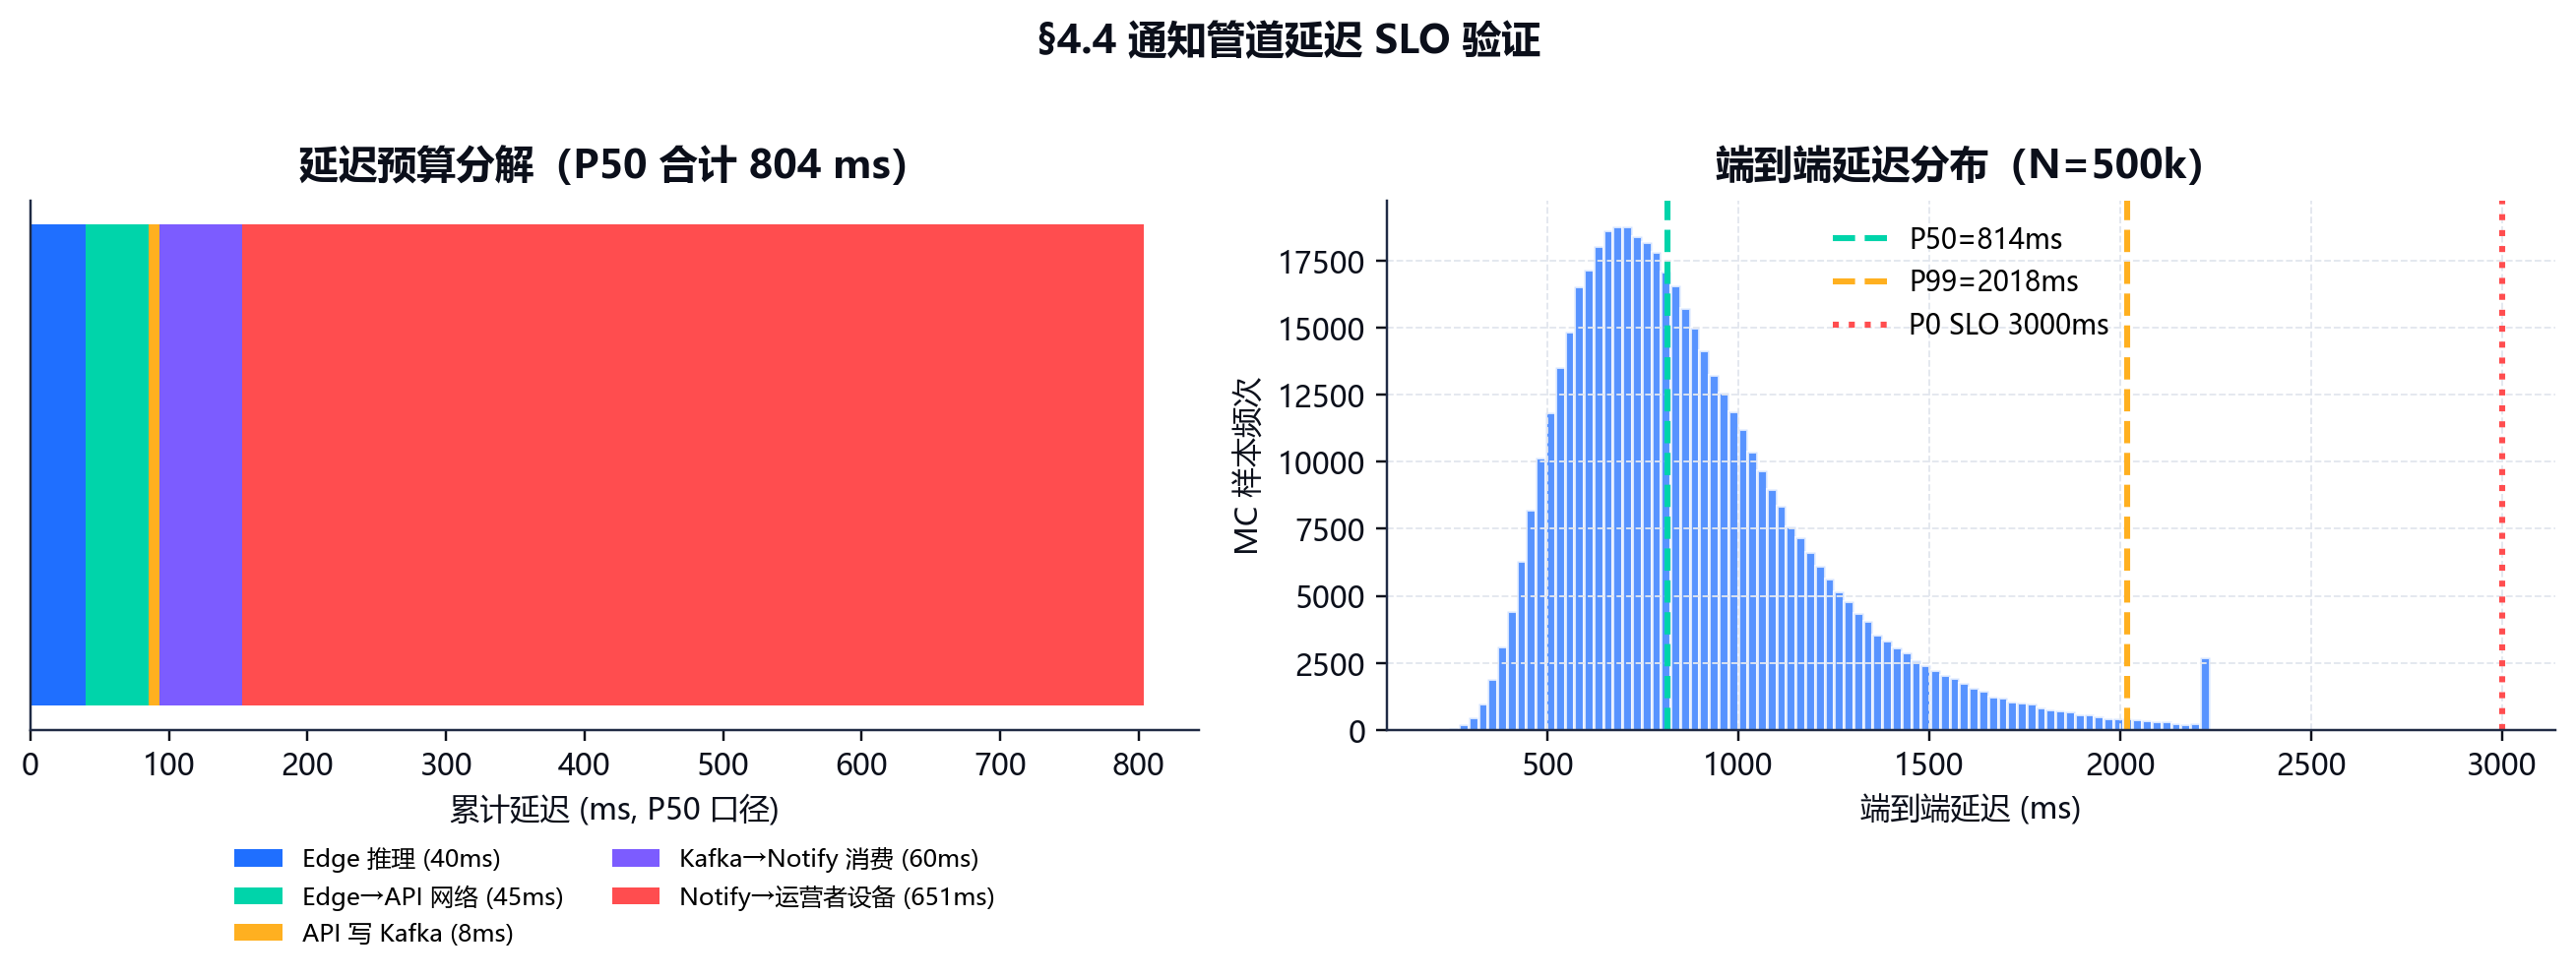 §4.4 通知管道延迟 SLO 验证
延迟预算分解（P50 合计 804 ms）
0
100
200
300
400
500
600
700
800
累计延迟 (ms, P50 口径)
Edge 推理 (40ms)
Edge→API 网络 (45ms)
API 写 Kafka (8ms)
Kafka→Notify 消费 (60ms)
Notify→运营者设备 (651ms)
端到端延迟分布（N=500k）
P50=814ms
P99=2018ms
P0 SLO 3000ms
MC 样本频次
17500
15000
12500
10000
7500
5000
2500
0
500
1000
1500
2000
2500
3000
端到端延迟 (ms)